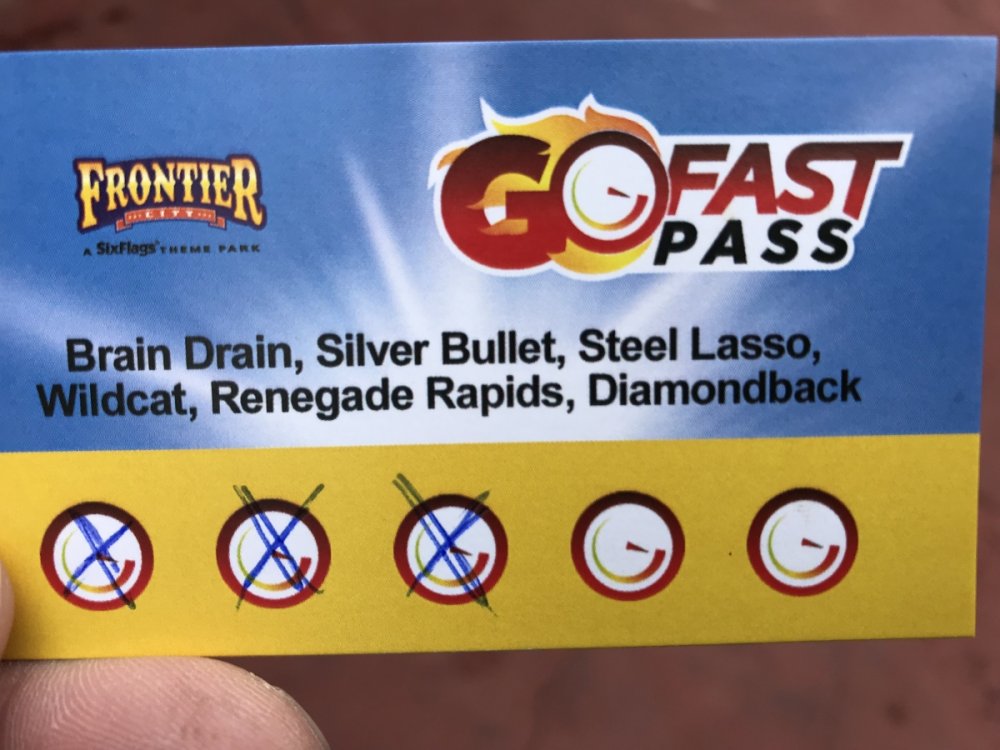 FRONTIER
CITY
A SixFlags THEME PARK
GO FAST
PASS
Brain Drain, Silver Bullet, Steel Lasso,
Wildcat, Renegade Rapids, Diamondback